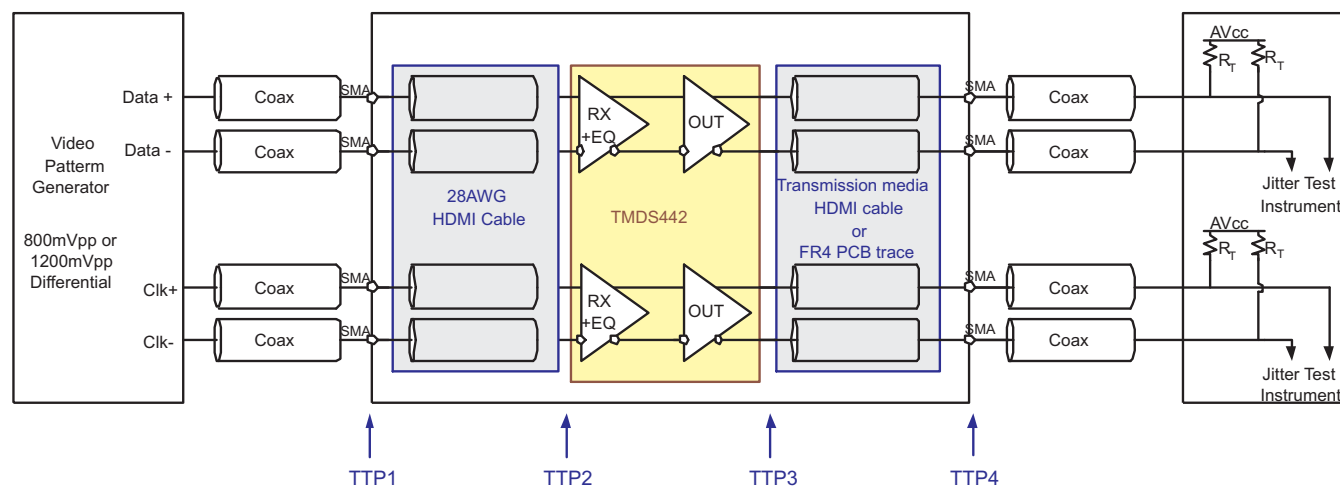 Video
Patterm
Generator
800mVpp or
1200mVpp
Differential
Data +
Data -
Clk+
Clk-
Coax
Coax
Coax
Coax
SMA
SMA
SMA
SMA
28AWG
HDMI Cable
RX
+EQ
OUT
RX
+EQ
OUT
TMDS442
Transmission media
HDMI cable
or
FR4 PCB trace
SMA
SMA
SMA
SMA
Coax
Coax
Coax
Coax
AVcc
RT
RT
Jitter Test
Instrument
AVcc
RT
RT
Jitter Test
Instrument
TTP1
TTP2
TTP3
TTP4